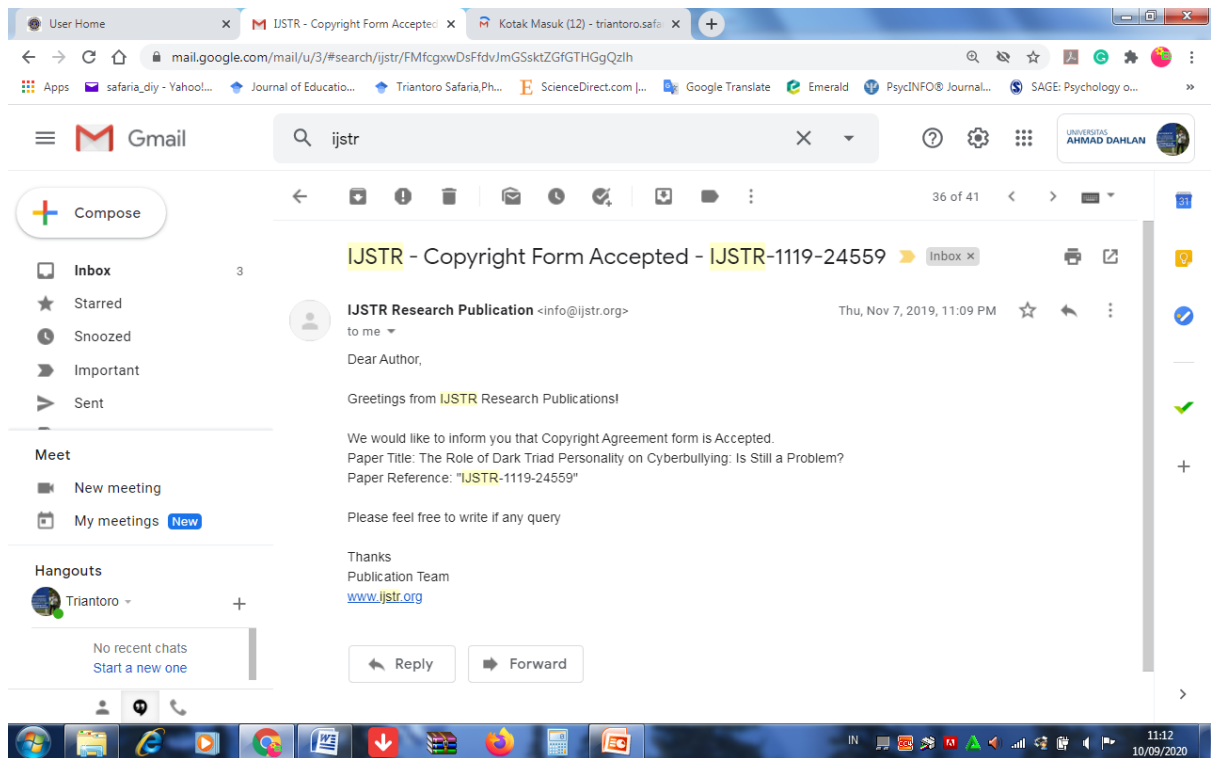 User Home
IJSTR - Copyright Form Accepted
Kotak Masuk (12) - triantoro.safa
mail.google.com/mail/u/3/#search/ijstr/FMfcgxwDrFfdvJmGSsktZGfGTHGgQzlh
Apps safaria_diy - Yahoo!... Journal of Educatio... Triantoro Safaria,Ph... ScienceDirect.com |... Google Translate Emerald PsycINFO® Journal... SAGE: Psychology o... »
Gmail
ijstr
UNIVERSITAS
AHMAD DAHLAN
Compose
36 of 41
31
Inbox 3
Starred
Snoozed
Important
Sent
Meet
New meeting
My meetings New
Hangouts
Triantoro
No recent chats
Start a new one
IJSTR - Copyright Form Accepted - IJSTR-1119-24559 Inbox ×
IJSTR Research Publication <info@ijstr.org> Thu, Nov 7, 2019, 11:09 PM
to me
Dear Author,
Greetings from IJSTR Research Publications!
We would like to inform you that Copyright Agreement form is Accepted.
Paper Title: The Role of Dark Triad Personality on Cyberbullying: Is Still a Problem?
Paper Reference: "IJSTR-1119-24559"
Please feel free to write if any query
Thanks
Publication Team
www.ijstr.org
Reply Forward
IN
11:12
10/09/2020